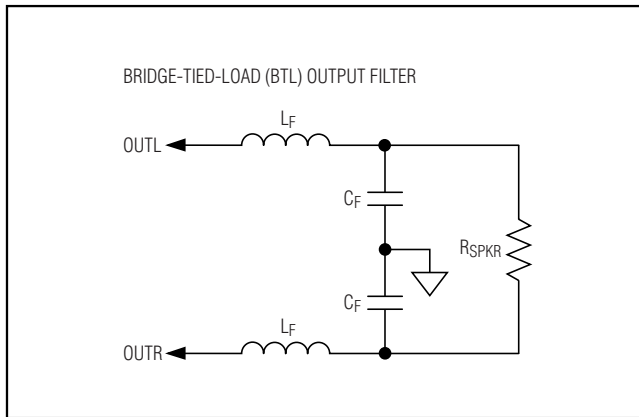 BRIDGE-TIED-LOAD (BTL) OUTPUT FILTER
LF
OUTL
CF
RSPKR
CF
LF
OUTR